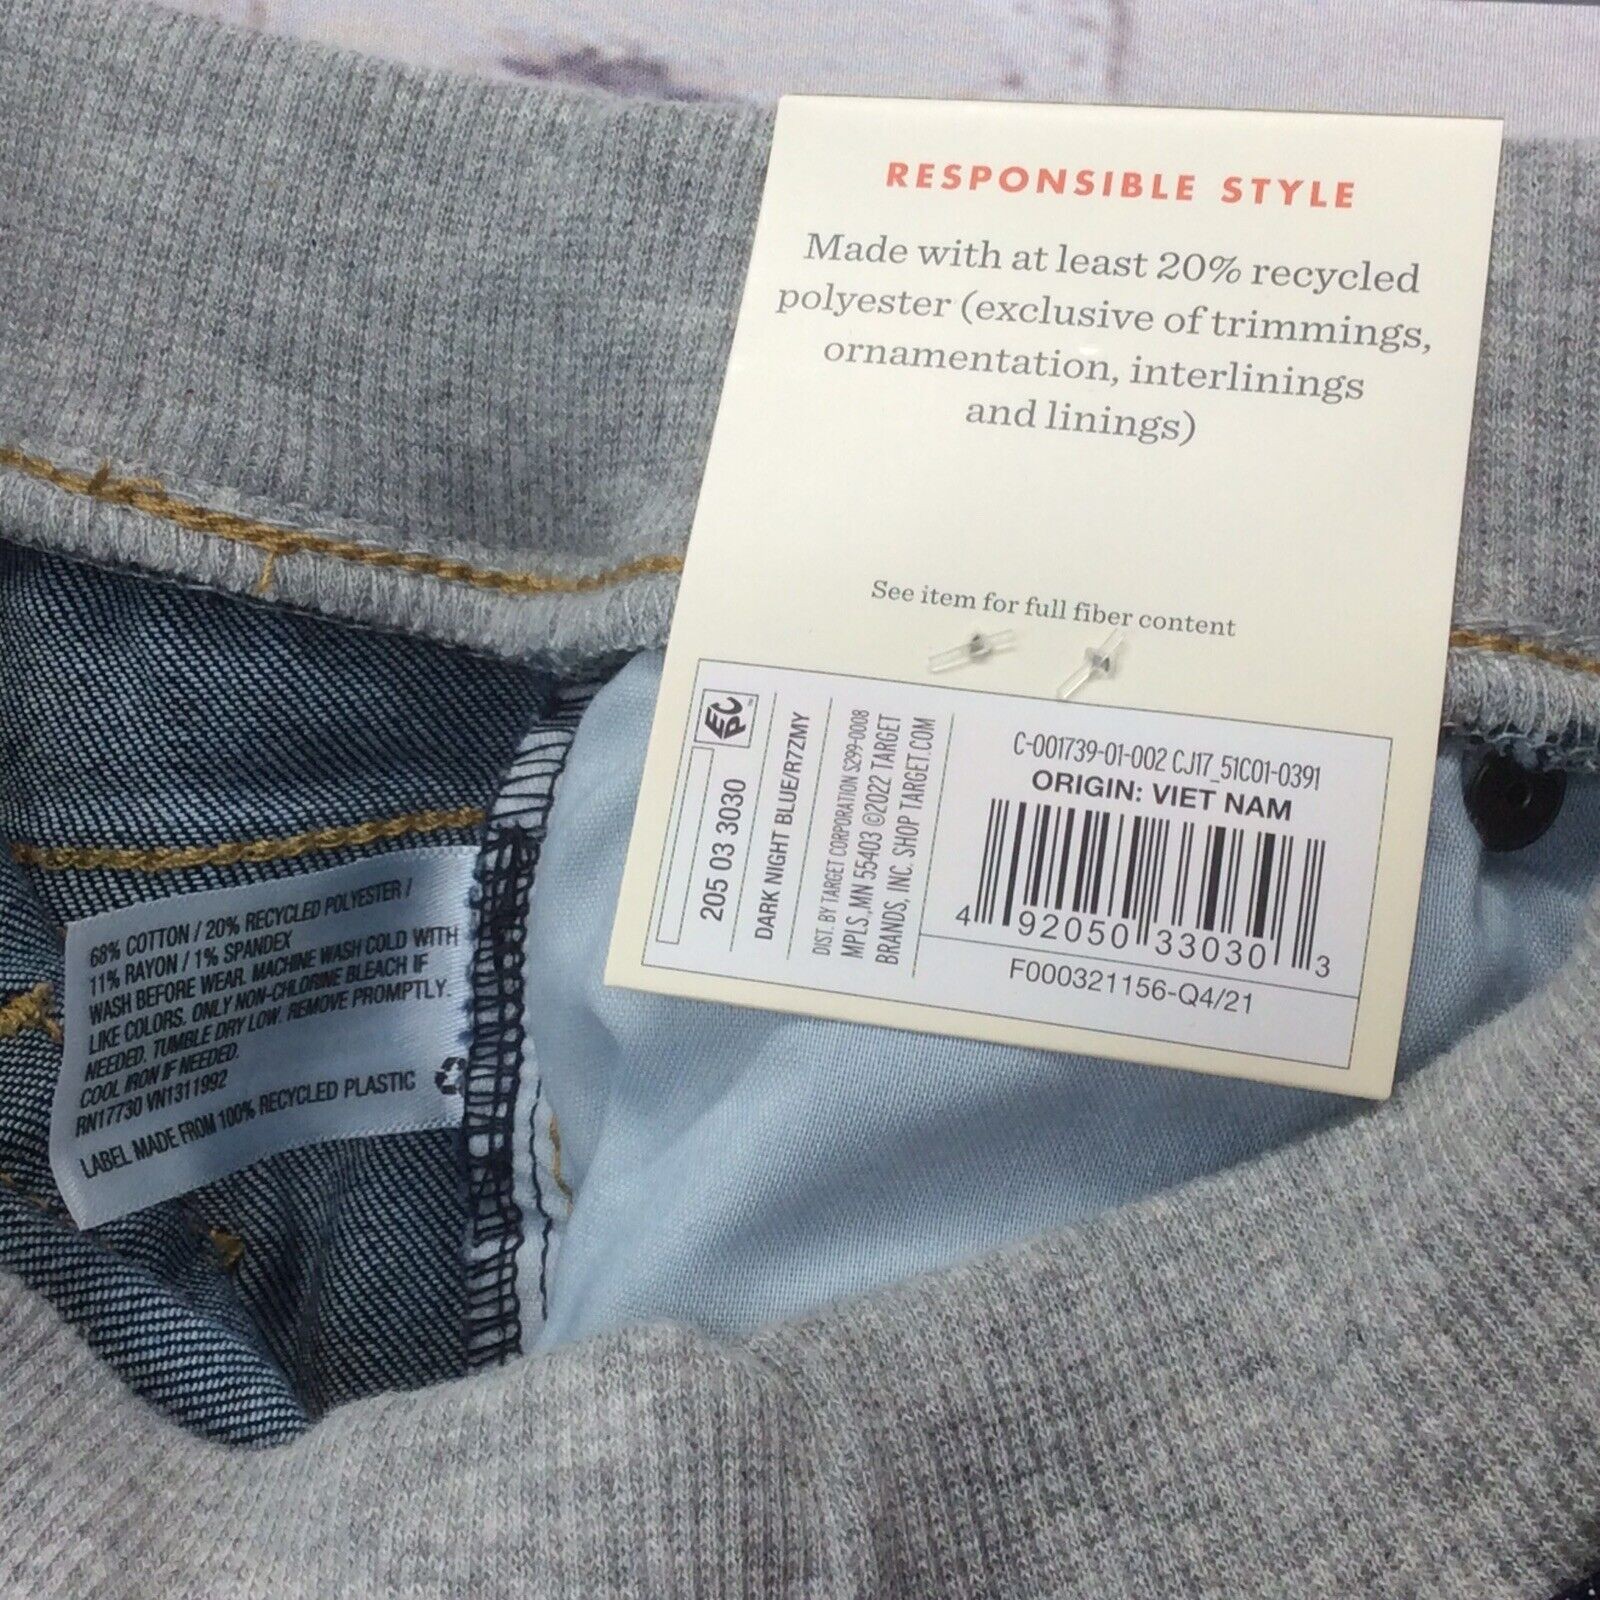 RESPONSIBLE STYLE
Made with at least 20% recycled
polyester (exclusive of trimmings,
ornamentation, interlinings
and linings)
See item for full fiber content
EPC™
205 03 3030
DARK NIGHT BLUE/R7ZMY
DIST. BY TARGET CORPORATION S299-0008
MPLS.,MN 55403 ©2022 TARGET
BRANDS, INC. SHOP TARGET.COM
C-001739-01-002 CJ17_51C01-0391
ORIGIN: VIET NAM
4 92050 33030 3
F000321156-Q4/21
68% COTTON / 20% RECYCLED POLYESTER /
11% RAYON / 1% SPANDEX
WASH BEFORE WEAR. MACHINE WASH COLD WITH
LIKE COLORS. ONLY NON-CHLORINE BLEACH IF
NEEDED. TUMBLE DRY LOW. REMOVE PROMPTLY.
COOL IRON IF NEEDED.
RN17730 VN1311992
LABEL MADE FROM 100% RECYCLED PLASTIC